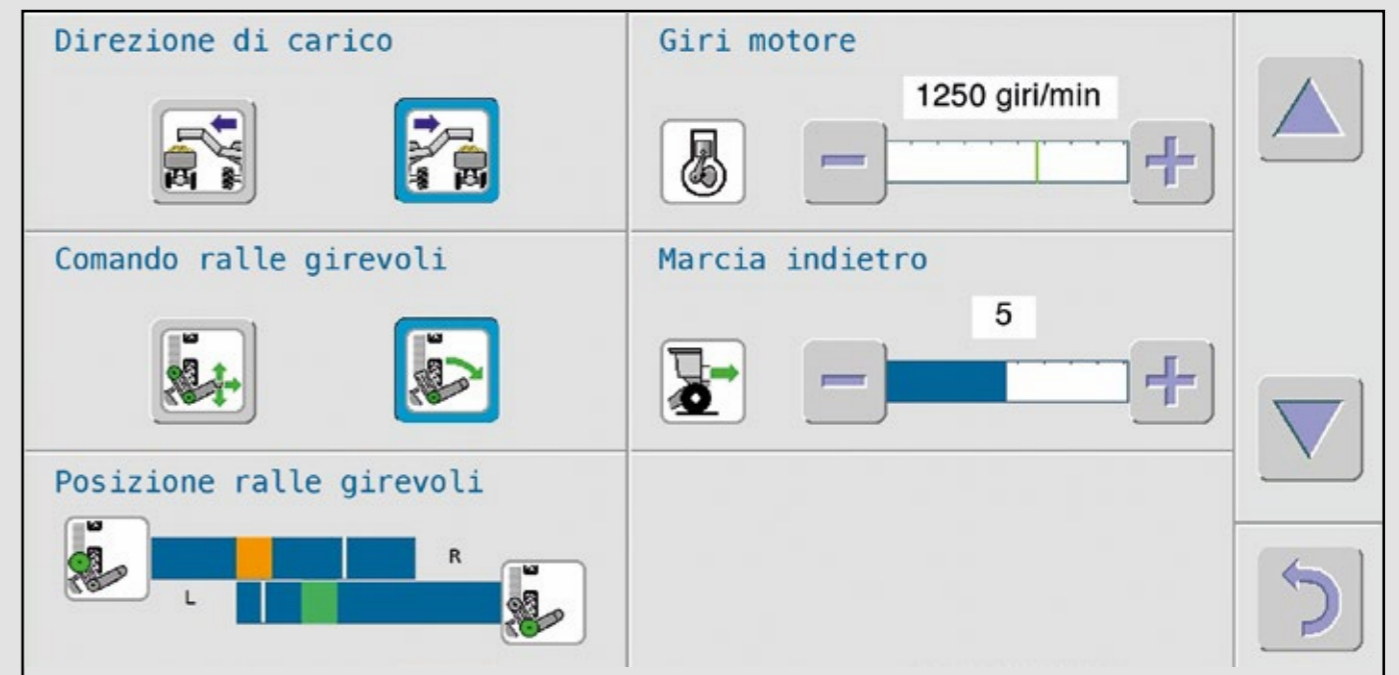 Direzione di carico
Giri motore
1250 giri/min
Comando ralle girevoli
Marcia indietro
5
Posizione ralle girevoli
R
L